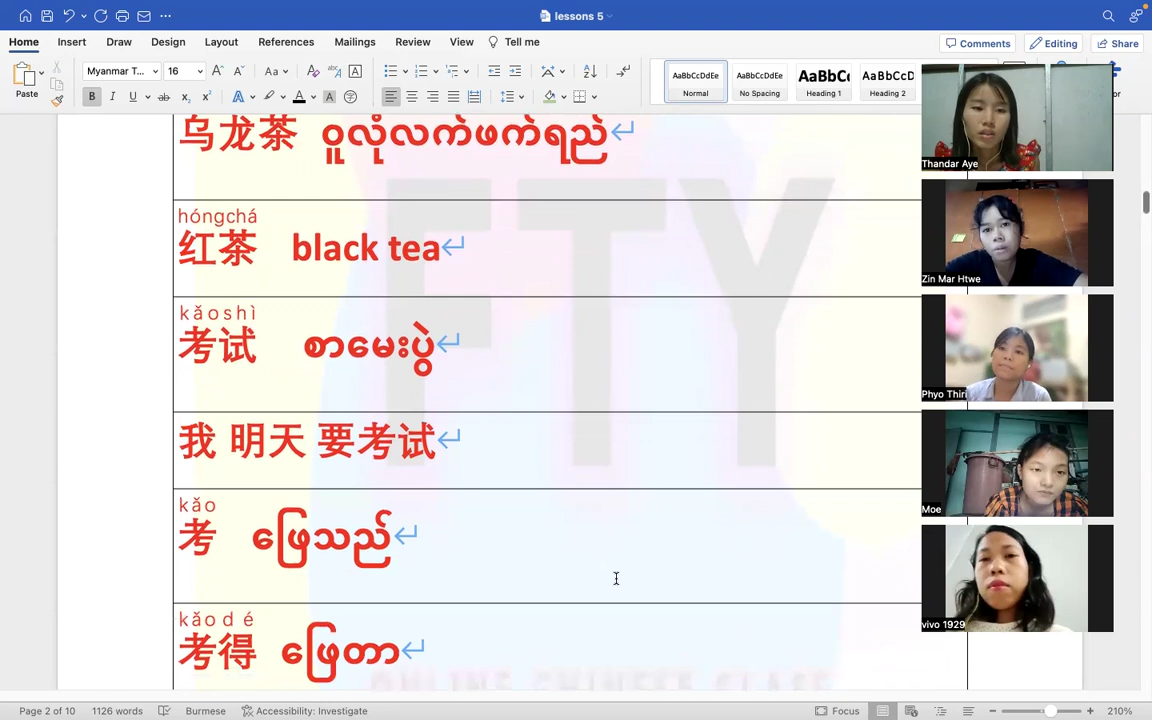 lessons 5
Home Insert Draw Design Layout References Mailings Review View Tell me
Comments Editing Share
Paste
Myanmar T... 16
AaBbCcDdEe AaBbCcDdEe AaBbCc AaBbCcD
Normal No Spacing Heading 1 Heading 2
乌龙茶 ဝူလုံလက်ဖက်ရည်
hóngchá
红茶 black tea
kǎoshì
考试 စာမေးပွဲ
我 明天 要考试
kǎo
考 ဖြေသည်
kǎo d é
考得 ဖြေတာ
FTY
ONLINE CHINESE CLASS
Thandar Aye
Zin Mar Htwe
Phyo Thiri
Moe
vivo 1929
Page 2 of 10 1126 words Burmese Accessibility: Investigate Focus 210%